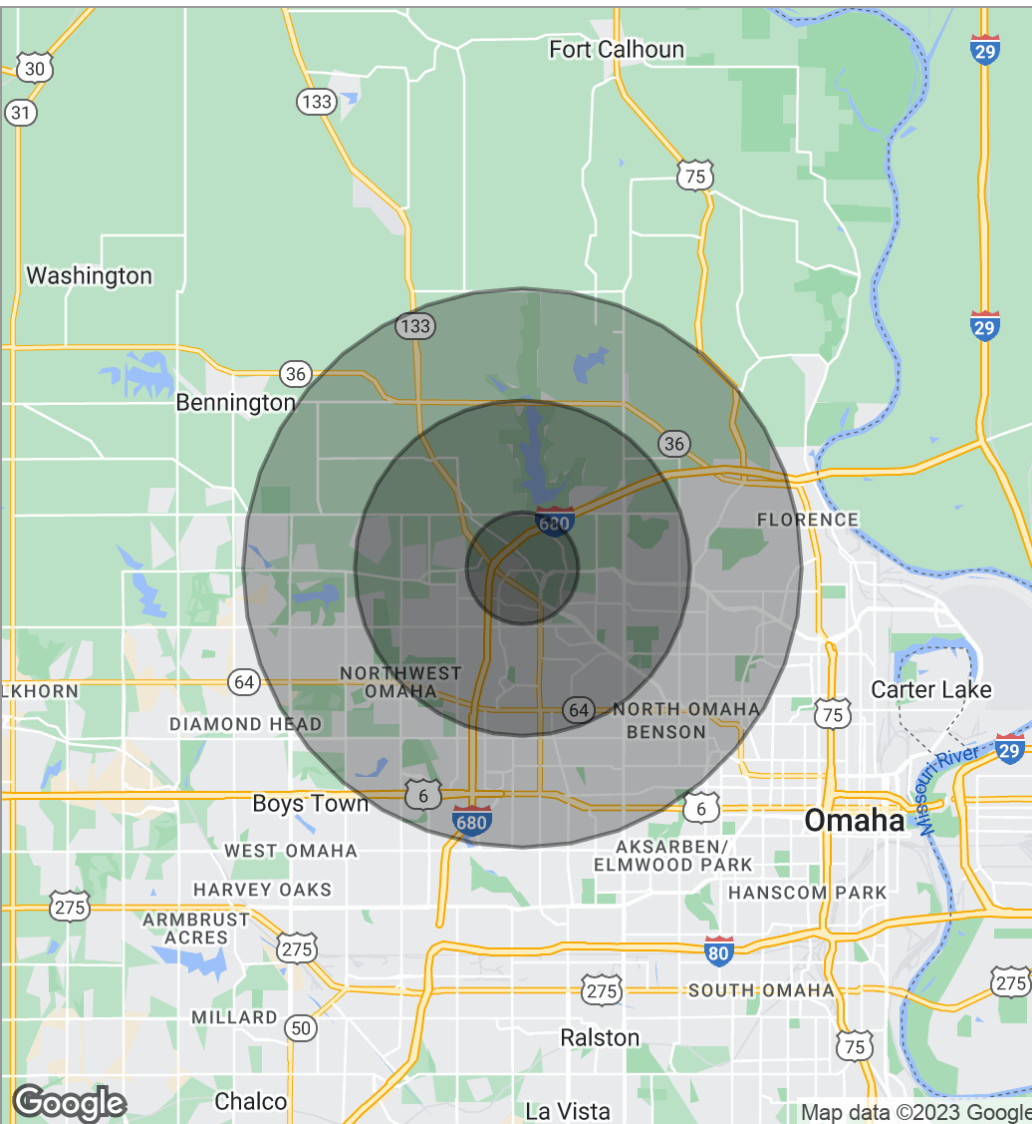 Fort Calhoun
29
30
133
31
75
Washington
133
29
36
Bennington
36
680
FLORENCE
NORTHWEST
OMAHA
64
LKHORN
Carter Lake
64
NORTH OMAHA
75
DIAMOND HEAD
BENSON
29
Missouri River
6
Boys Town
6
680
Omaha
WEST OMAHA
AKSARBEN/
ELMWOOD PARK
HARVEY OAKS
HANSCOM PARK
275
ARMBRUST
ACRES
275
80
275
275
SOUTH OMAHA
MILLARD
50
Ralston
75
Google
Chalco
La Vista
Map data ©2023 Google